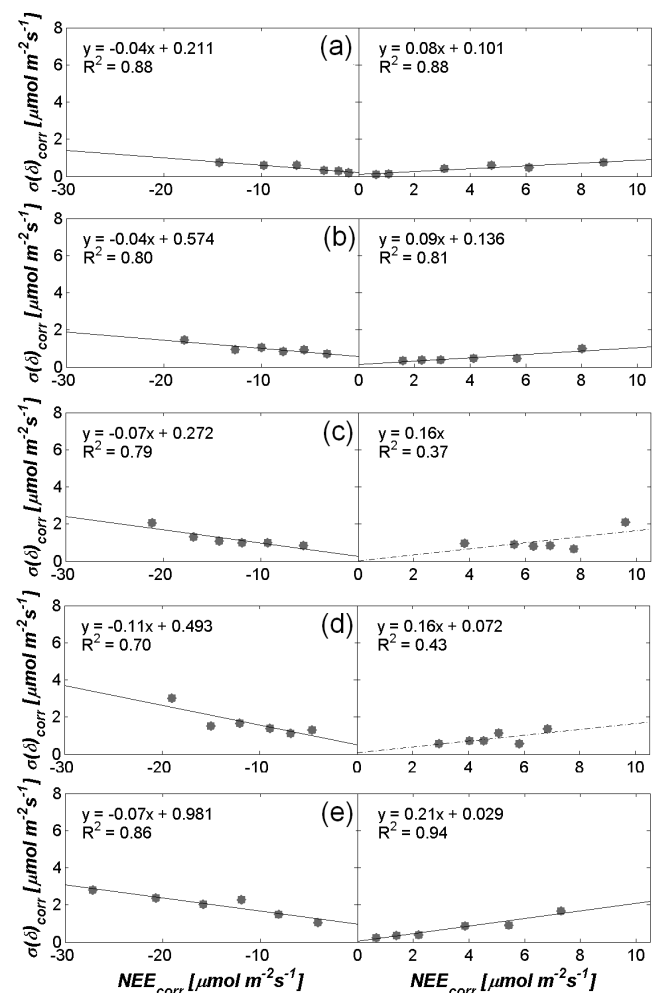 8
6
4
2
0
σ(δ)corr [μmol m-2s-1]
y = -0.04x + 0.211
R2 = 0.88
(a)
y = 0.08x + 0.101
R2 = 0.88
-30 -20 -10 0 2 4 6 8 10
8
6
4
2
0
σ(δ)corr [μmol m-2s-1]
y = -0.04x + 0.574
R2 = 0.80
(b)
y = 0.09x + 0.136
R2 = 0.81
-30 -20 -10 0 2 4 6 8 10
8
6
4
2
0
σ(δ)corr [μmol m-2s-1]
y = -0.07x + 0.272
R2 = 0.79
(c)
y = 0.16x
R2 = 0.37
-30 -20 -10 0 2 4 6 8 10
8
6
4
2
0
σ(δ)corr [μmol m-2s-1]
y = -0.11x + 0.493
R2 = 0.70
(d)
y = 0.16x + 0.072
R2 = 0.43
-30 -20 -10 0 2 4 6 8 10
8
6
4
2
0
σ(δ)corr [μmol m-2s-1]
y = -0.07x + 0.981
R2 = 0.86
(e)
y = 0.21x + 0.029
R2 = 0.94
-30 -20 -10 0 2 4 6 8 10
NEEcorr [μmol m-2s-1]
NEEcorr [μmol m-2s-1]